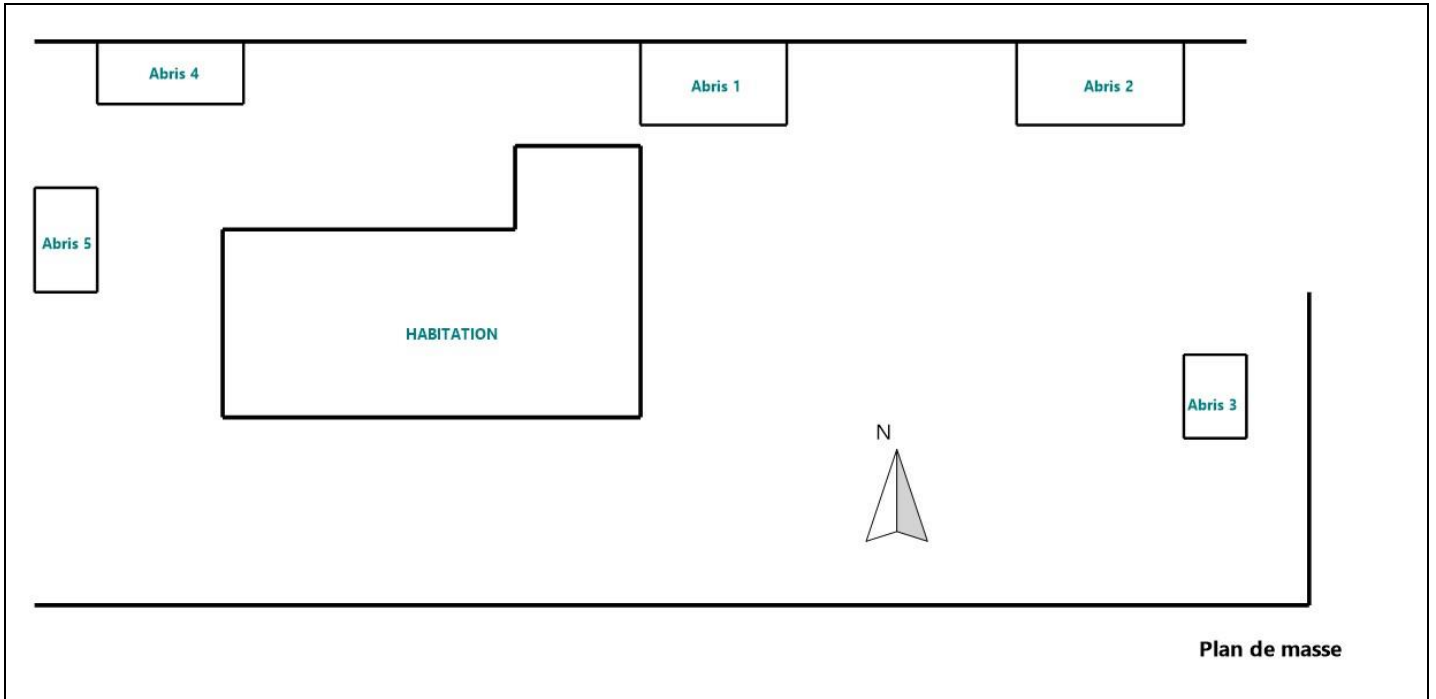 Abris 4
Abris 1
Abris 2
Abris 5
HABITATION
Abris 3
N
Plan de masse